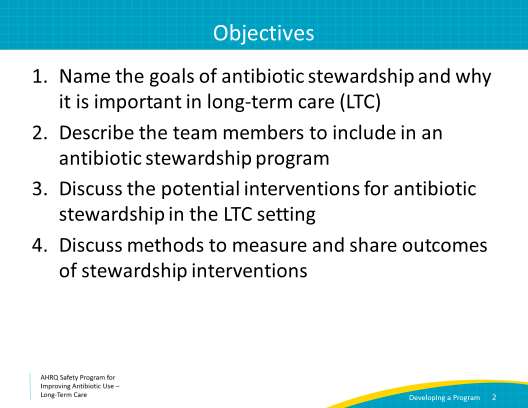 Objectives
1. Name the goals of antibiotic stewardship and why
it is important in long-term care (LTC)
2. Describe the team members to include in an
antibiotic stewardship program
3. Discuss the potential interventions for antibiotic
stewardship in the LTC setting
4. Discuss methods to measure and share outcomes
of stewardship interventions
AHRQ Safety Program for
Improving Antibiotic Use –
Long-Term Care
Developing a Program 2